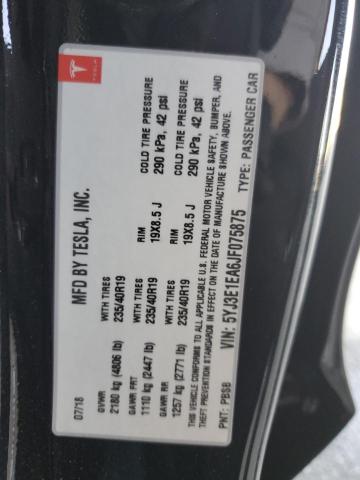 TESLA
MFD BY TESLA, INC.
07/18
GVWR WITH TIRES RIM COLD TIRE PRESSURE
2180 kg (4806 lb) 235/40R19 19X8.5 J 290 kPa, 42 psi
GAWR FRT WITH TIRES RIM COLD TIRE PRESSURE
1110 kg (2447 lb) 235/40R19 19X8.5 J 290 kPa, 42 psi
GAWR RR
1257 kg (2771 lb) 235/40R19
THIS VEHICLE CONFORMS TO ALL APPLICABLE U.S. FEDERAL MOTOR VEHICLE SAFETY, BUMPER, AND
THEFT PREVENTION STANDARDS IN EFFECT ON THE DATE OF MANUFACTURE SHOWN ABOVE.
VIN: 5YJ3E1EA6JF075875
PNT: PBSB TYPE: PASSENGER CAR